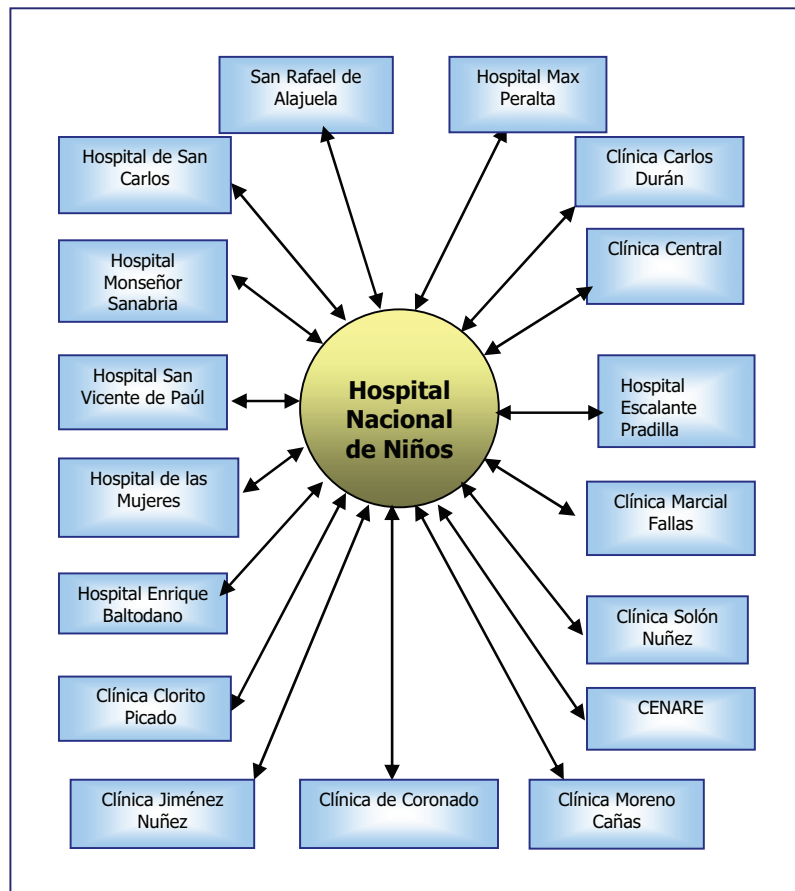 San Rafael de
Alajuela
Hospital Max
Peralta
Hospital de San
Carlos
Clínica Carlos
Durán
Hospital
Monseñor
Sanabria
Clínica Central
Hospital San
Vicente de Paúl
Hospital
Nacional
de Niños
Hospital
Escalante
Pradilla
Hospital de las
Mujeres
Clínica Marcial
Fallas
Hospital Enrique
Baltodano
Clínica Solón
Nuñez
Clínica Clorito
Picado
CENARE
Clínica Jiménez
Nuñez
Clínica de Coronado
Clínica Moreno
Cañas